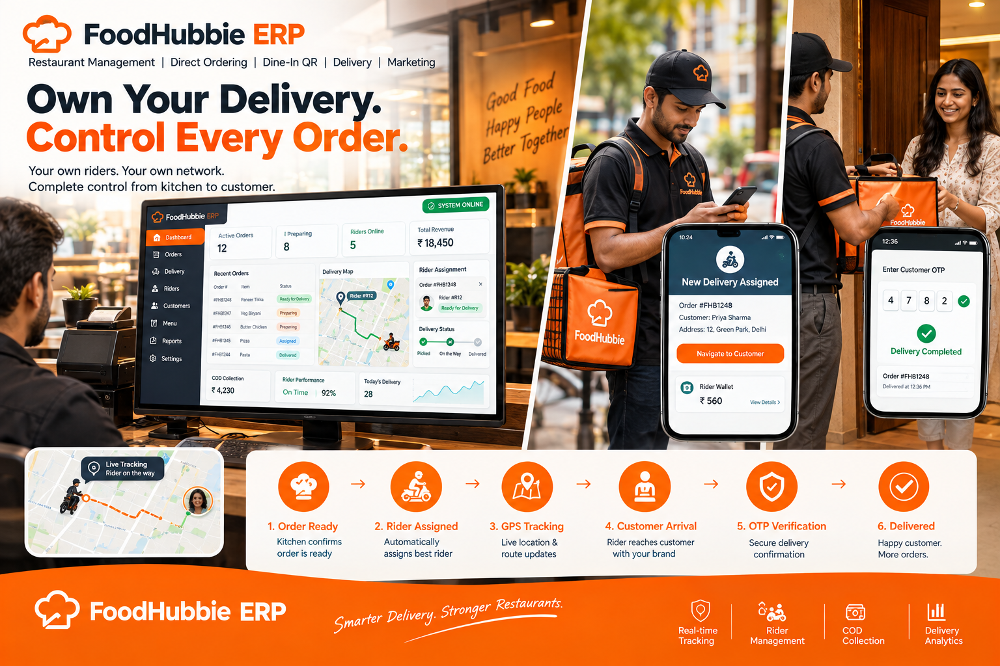 FoodHubbie ERP
Restaurant Management | Direct Ordering | Dine-In QR | Delivery | Marketing
Own Your Delivery.
Control Every Order.
Your own riders. Your own network.
Complete control from kitchen to customer.
Good Food
Happy People
Better Together
FoodHubbie ERP
SYSTEM ONLINE
Dashboard
Orders
Delivery
Riders
Customers
Menu
Reports
Settings
Active Orders
12
Preparing
8
Riders Online
5
Total Revenue
₹ 18,450
Recent Orders
Order # Item Status
#FHB1248 Paneer Tikka Ready for Delivery
#FHB1247 Veg Biryani Preparing
#FHB1246 Butter Chicken Preparing
#FHB1245 Pizza Assigned
#FHB1244 Pasta Delivered
Delivery Map
Rider #R12
Rider Assignment
Order #FHB1248 ×
Rider #R12
Ready for Delivery
Delivery Status
Picked On the Way Delivered
COD Collection
₹ 4,230
Rider Performance
On Time | 92%
Today's Delivery
28
FoodHubbie
FoodHubbie
10.24
New Delivery Assigned
Order #FHB1248
Customer: Priya Sharma
Address: 12, Green Park, Delhi
Navigate to Customer
Rider Wallet
₹ 560
View Details >
FoodHubbie
12:36
Enter Customer OTP
4 7 8 2
Delivery Completed
Order #FHB1248
Delivered at 12:36 PM
Live Tracking
Rider on the way
1. Order Ready
Kitchen confirms
order is ready
2. Rider Assigned
Automatically
assigns best rider
3. GPS Tracking
Live location &
route updates
4. Customer Arrival
Rider reaches customer
with your brand
5. OTP Verification
Secure delivery
confirmation
6. Delivered
Happy customer.
More orders.
FoodHubbie ERP
Smarter Delivery. Stronger Restaurants.
Real-time
Tracking
Rider
Management
COD
Collection
Delivery
Analytics